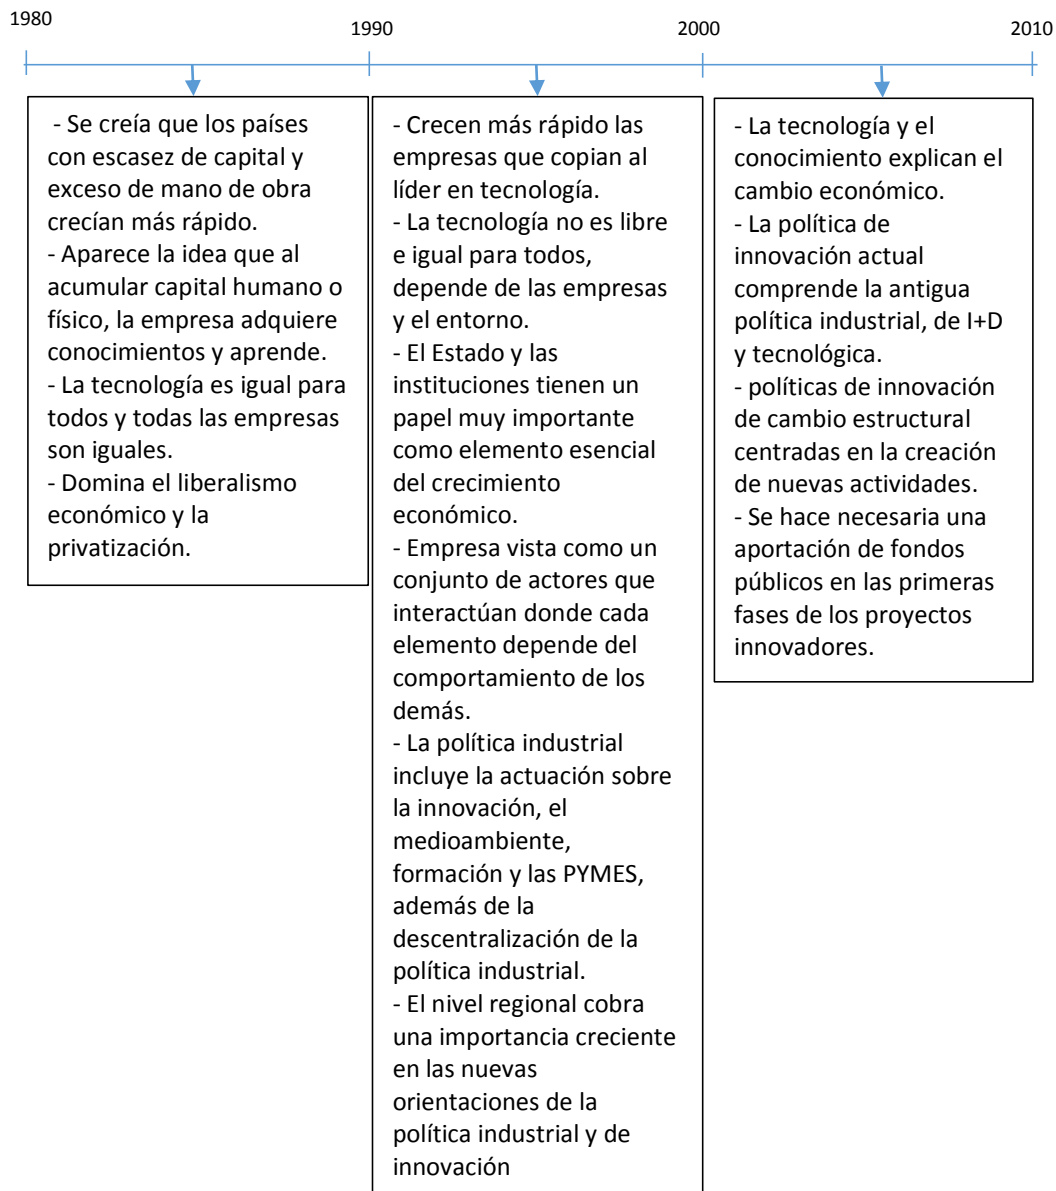 1980
1990
2000
2010
- Se creía que los países
con escasez de capital y
exceso de mano de obra
crecían más rápido.
- Aparece la idea que al
acumular capital humano o
físico, la empresa adquiere
conocimientos y aprende.
- La tecnología es igual para
todos y todas las empresas
son iguales.
- Domina el liberalismo
económico y la
privatización.
- Crecen más rápido las
empresas que copian al
líder en tecnología.
- La tecnología no es libre
e igual para todos,
depende de las empresas
y el entorno.
- El Estado y las
instituciones tienen un
papel muy importante
como elemento esencial
del crecimiento
económico.
- Empresa vista como un
conjunto de actores que
interactúan donde cada
elemento depende del
comportamiento de los
demás.
- La política industrial
incluye la actuación sobre
la innovación, el
medioambiente,
formación y las PYMES,
además de la
descentralización de la
política industrial.
- El nivel regional cobra
una importancia creciente
en las nuevas
orientaciones de la
política industrial y de
innovación
- La tecnología y el
conocimiento explican el
cambio económico.
- La política de
innovación actual
comprende la antigua
política industrial, de I+D
y tecnológica.
- políticas de innovación
de cambio estructural
centradas en la creación
de nuevas actividades.
- Se hace necesaria una
aportación de fondos
públicos en las primeras
fases de los proyectos
innovadores.